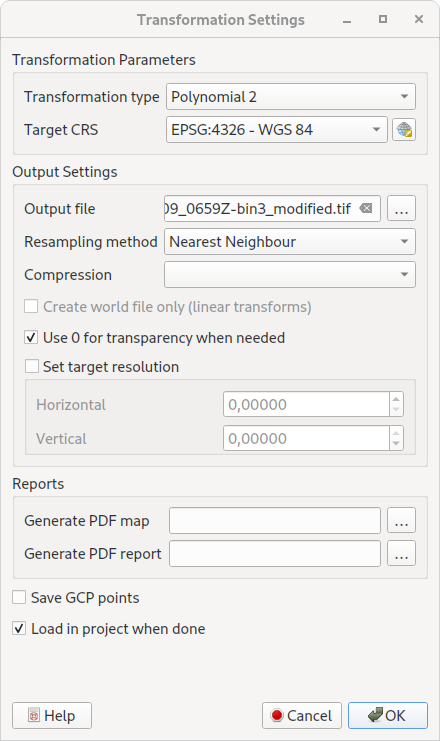 Transformation Settings
Transformation Parameters
Transformation type Polynomial 2
Target CRS EPSG:4326 - WGS 84
Output Settings
Output file 09_0659Z-bin3_modified.tif ...
Resampling method Nearest Neighbour
Compression
Create world file only (linear transforms)
Use 0 for transparency when needed
Set target resolution
Horizontal 0,00000
Vertical 0,00000
Reports
Generate PDF map ...
Generate PDF report ...
Save GCP points
Load in project when done
Help Cancel OK